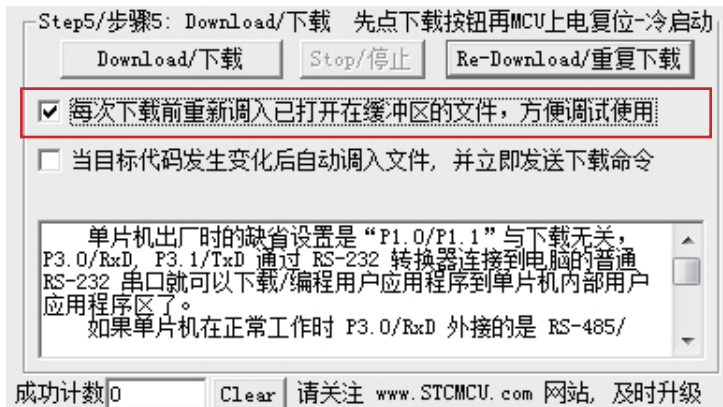 Step5/步骤5: Download/下载 先点下载按钮再MCU上电复位-冷启动
Download/下载 Stop/停止 Re-Download/重复下载
每次下载前重新调入已打开在缓冲区的文件，方便调试使用
当目标代码发生变化后自动调入文件, 并立即发送下载命令
单片机出厂时的缺省设置是“P1.0/P1.1”与下载无关，
P3.0/RxD, P3.1/TxD 通过 RS-232 转换器连接到电脑的普通
RS-232 串口就可以下载/编程用户应用程序到单片机内部用户
应用程序区了。
如果单片机在正常工作时 P3.0/RxD 外接的是 RS-485/
成功计数 0 Clear 请关注 www.STCMCU.com 网站, 及时升级